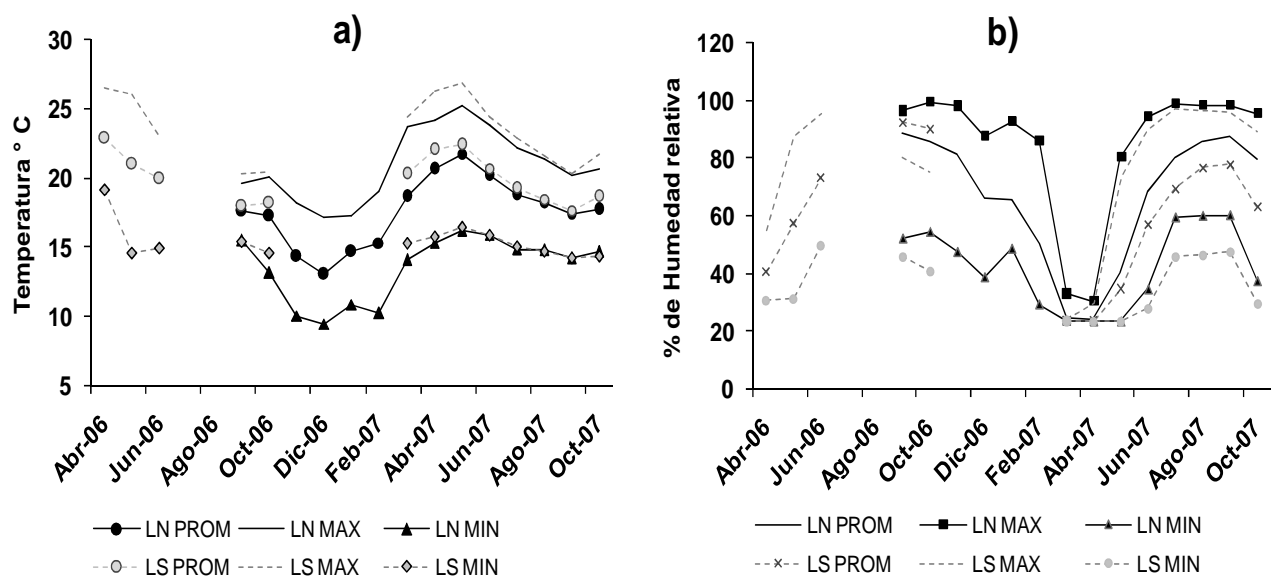 a)
30
25
20
15
10
5
Temperatura ° C
Abr-06
Jun-06
Ago-06
Oct-06
Dic-06
Feb-07
Abr-07
Jun-07
Ago-07
Oct-07
LN PROM
LN MAX
LN MIN
LS PROM
LS MAX
LS MIN
b)
120
100
80
60
40
20
0
% de Humedad relativa
Abr-06
Jun-06
Ago-06
Oct-06
Dic-06
Feb-07
Abr-07
Jun-07
Ago-07
Oct-07
LN PROM
LN MAX
LN MIN
LS PROM
LS MAX
LS MIN